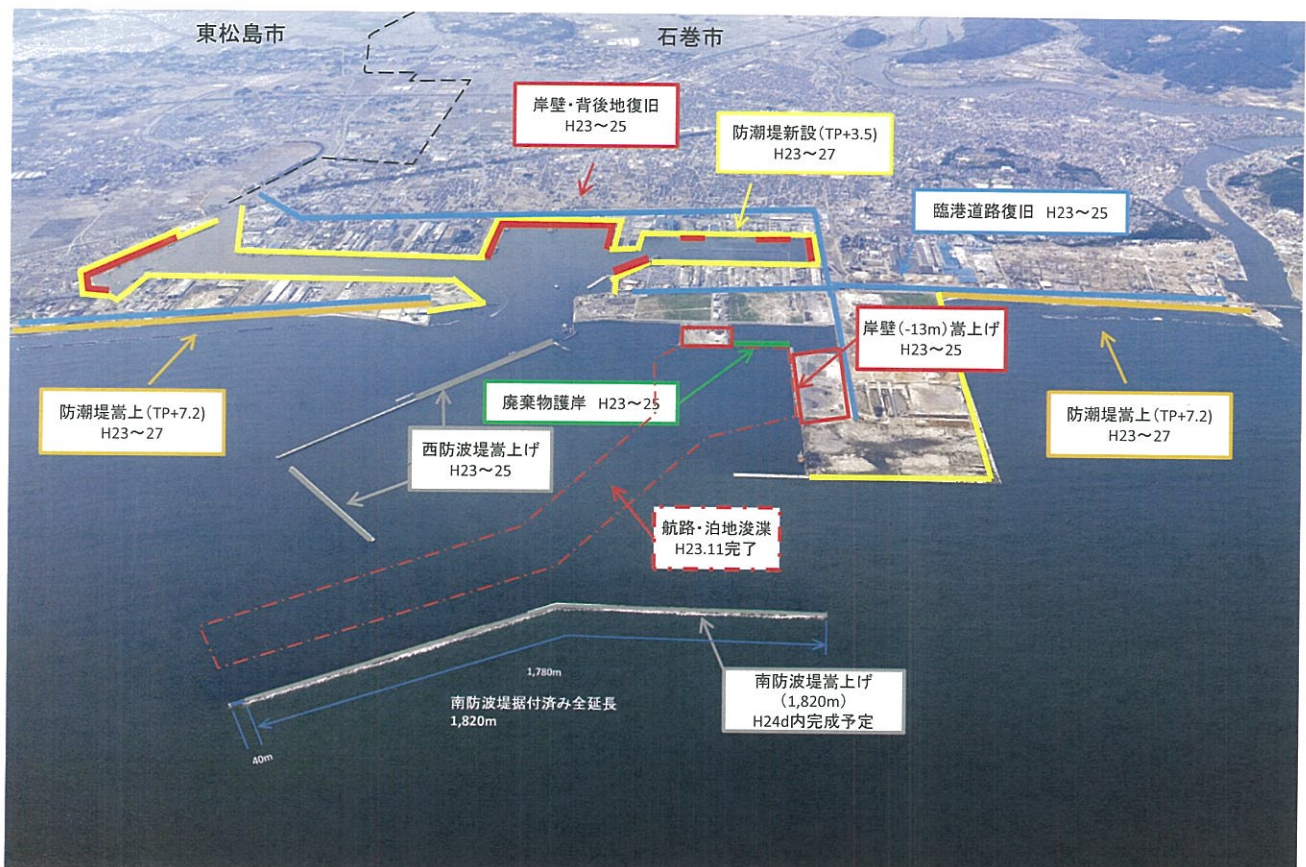 東松島市
石巻市
岸壁・背後地復旧
H23～25
防潮堤新設(TP+3.5)
H23～27
臨港道路復旧 H23～25
岸壁(-13m)嵩上げ
H23～25
防潮堤嵩上(TP+7.2)
H23～27
廃棄物護岸 H23～25
防潮堤嵩上(TP+7.2)
H23～27
西防波堤嵩上げ
H23～25
航路・泊地浚渫
H23.11完了
1,780m
南防波堤据付済み全延長
1,820m
40m
南防波堤嵩上げ
(1,820m)
H24d内完成予定